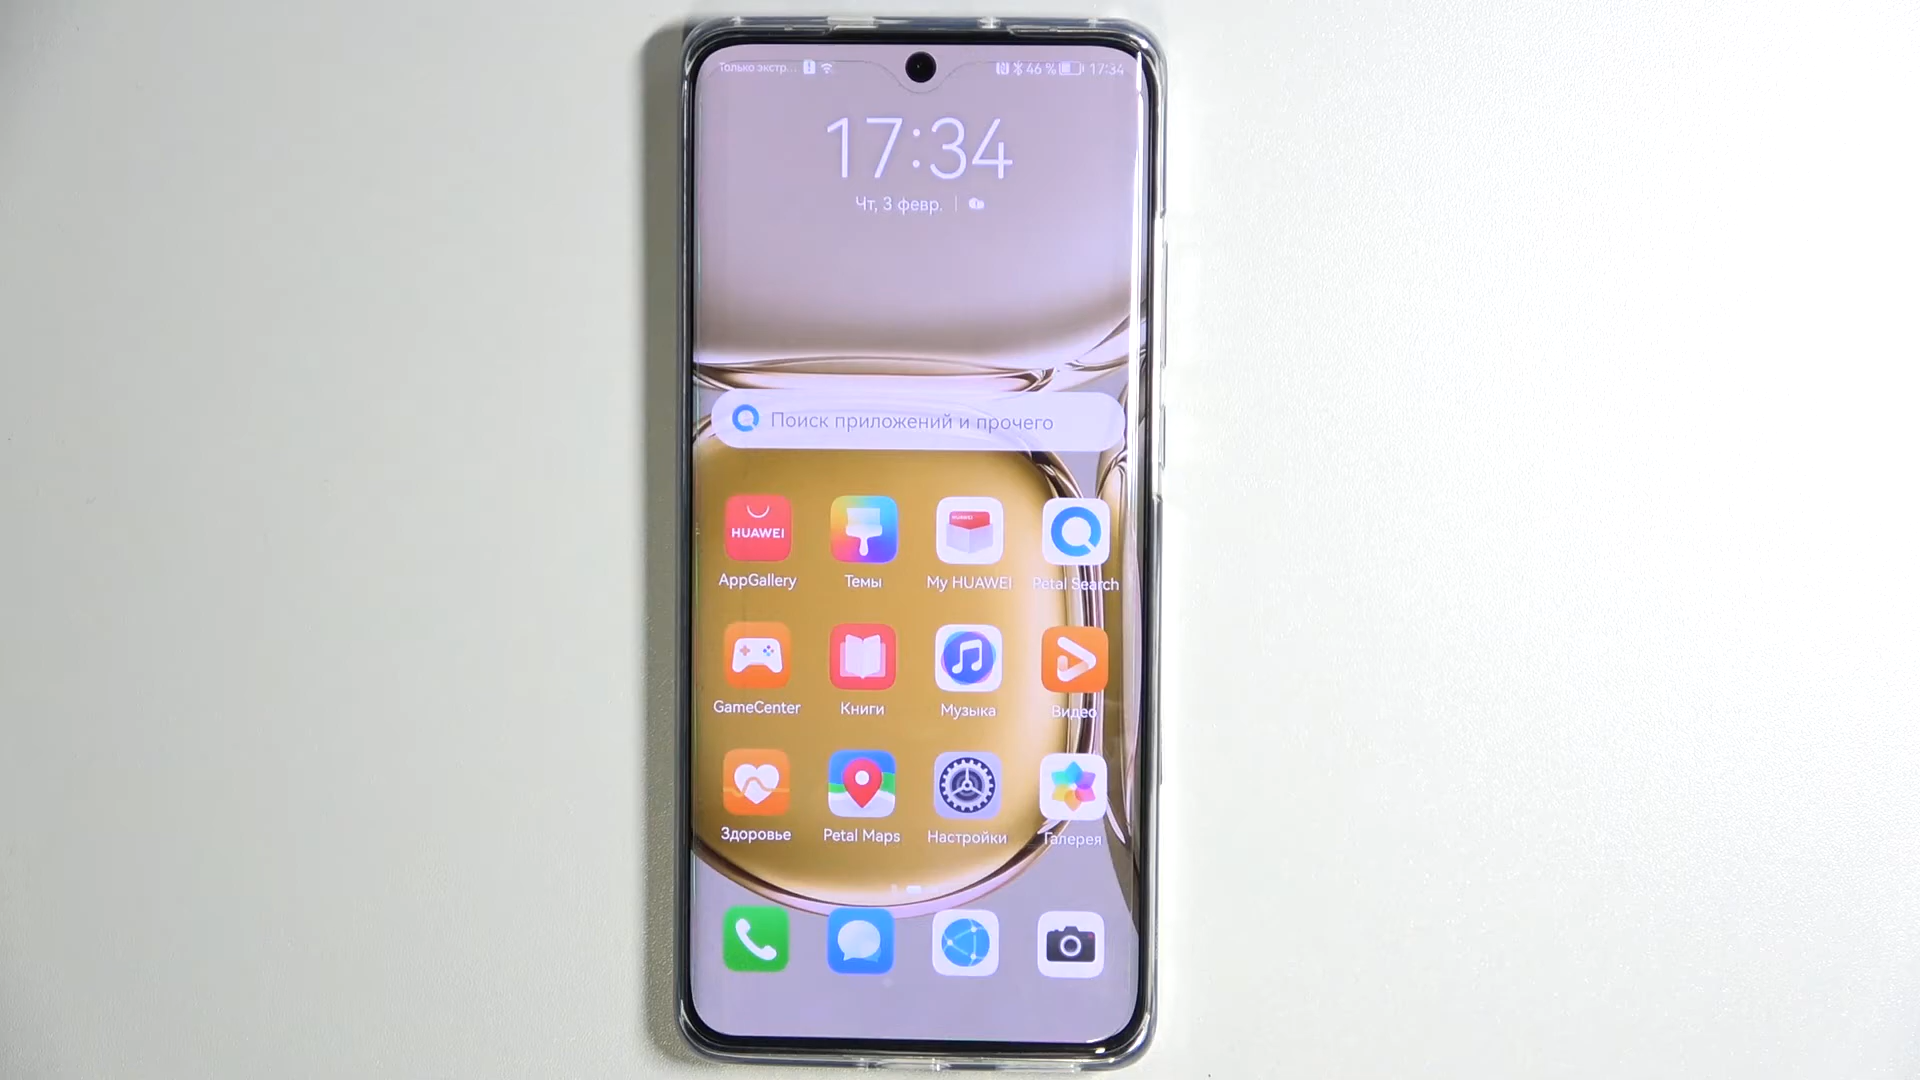 Только экстр... 46 % 17:34
17:34
Чт, 3 февр.
Поиск приложений и прочего
HUAWEI
HUAWEI
AppGallery Темы My HUAWEI Petal Search
GameCenter Книги Музыка Видео
Здоровье Petal Maps Настройки Галерея